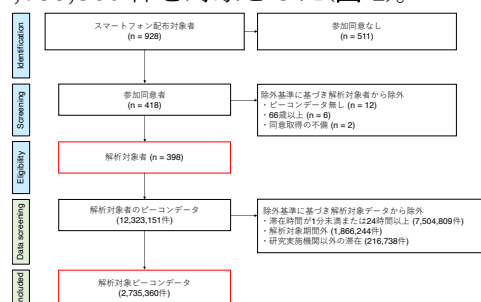 Identification
スマートフォン配布対象者
(n = 928)
参加同意なし
(n = 511)
Screening
参加同意者
(n = 418)
除外基準に基づき解析対象者から除外
・ビーコンデータ無し (n = 12)
・66歳以上 (n = 6)
・同意取得の不備 (n = 2)
Eligibility
解析対象者 (n = 398)
Data screening
解析対象者のビーコンデータ
(12,323,151件)
除外基準に基づき解析対象データから除外
・滞在時間が1分未満または24時間以上 (7,504,809件)
・解析対象期間外 (1,866,244件)
・研究実施機関以外の滞在 (216,738件)
Included
解析対象ビーコンデータ
(2,735,360件)